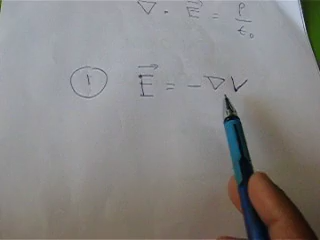 ∇ · E⃗ = ρ/ε₀
① E⃗ = −∇V